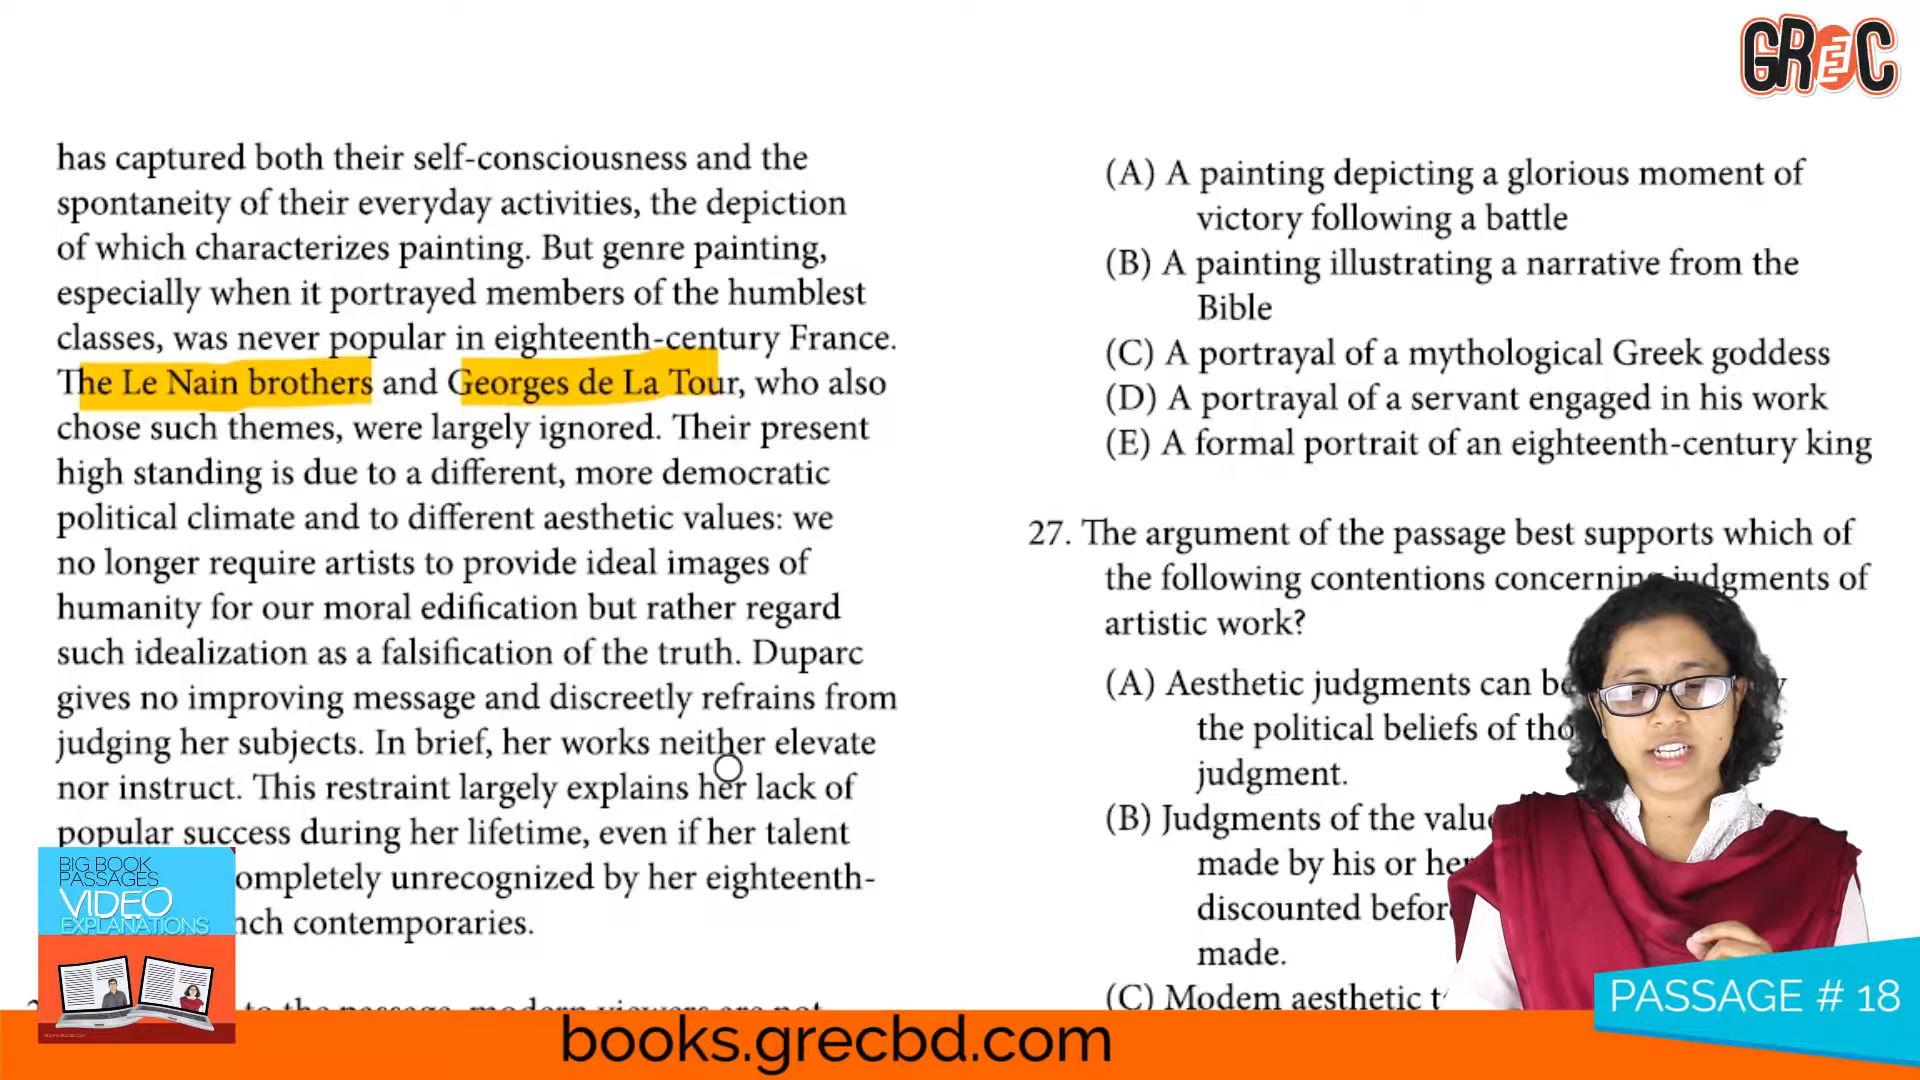 GREC
has captured both their self-consciousness and the
spontaneity of their everyday activities, the depiction
of which characterizes painting. But genre painting,
especially when it portrayed members of the humblest
classes, was never popular in eighteenth-century France.
The Le Nain brothers and Georges de La Tour, who also
chose such themes, were largely ignored. Their present
high standing is due to a different, more democratic
political climate and to different aesthetic values: we
no longer require artists to provide ideal images of
humanity for our moral edification but rather regard
such idealization as a falsification of the truth. Duparc
gives no improving message and discreetly refrains from
judging her subjects. In brief, her works neither elevate
nor instruct. This restraint largely explains her lack of
popular success during her lifetime, even if her talent
completely unrecognized by her eighteenth-
contemporaries.
to the passage, modern viewers are not
(A) A painting depicting a glorious moment of
victory following a battle
(B) A painting illustrating a narrative from the
Bible
(C) A portrayal of a mythological Greek goddess
(D) A portrayal of a servant engaged in his work
(E) A formal portrait of an eighteenth-century king
27. The argument of the passage best supports which of
the following contentions concerning judgments of
artistic work?
(A) Aesthetic judgments can be
the political beliefs of
judgment.
(B) Judgments of the value
made by his or her
discounted before
made.
(C) Modem aesthetic
BIG BOOK
PASSAGES
VIDEO
EXPLANATIONS
PASSAGE # 18
books.grecbd.com